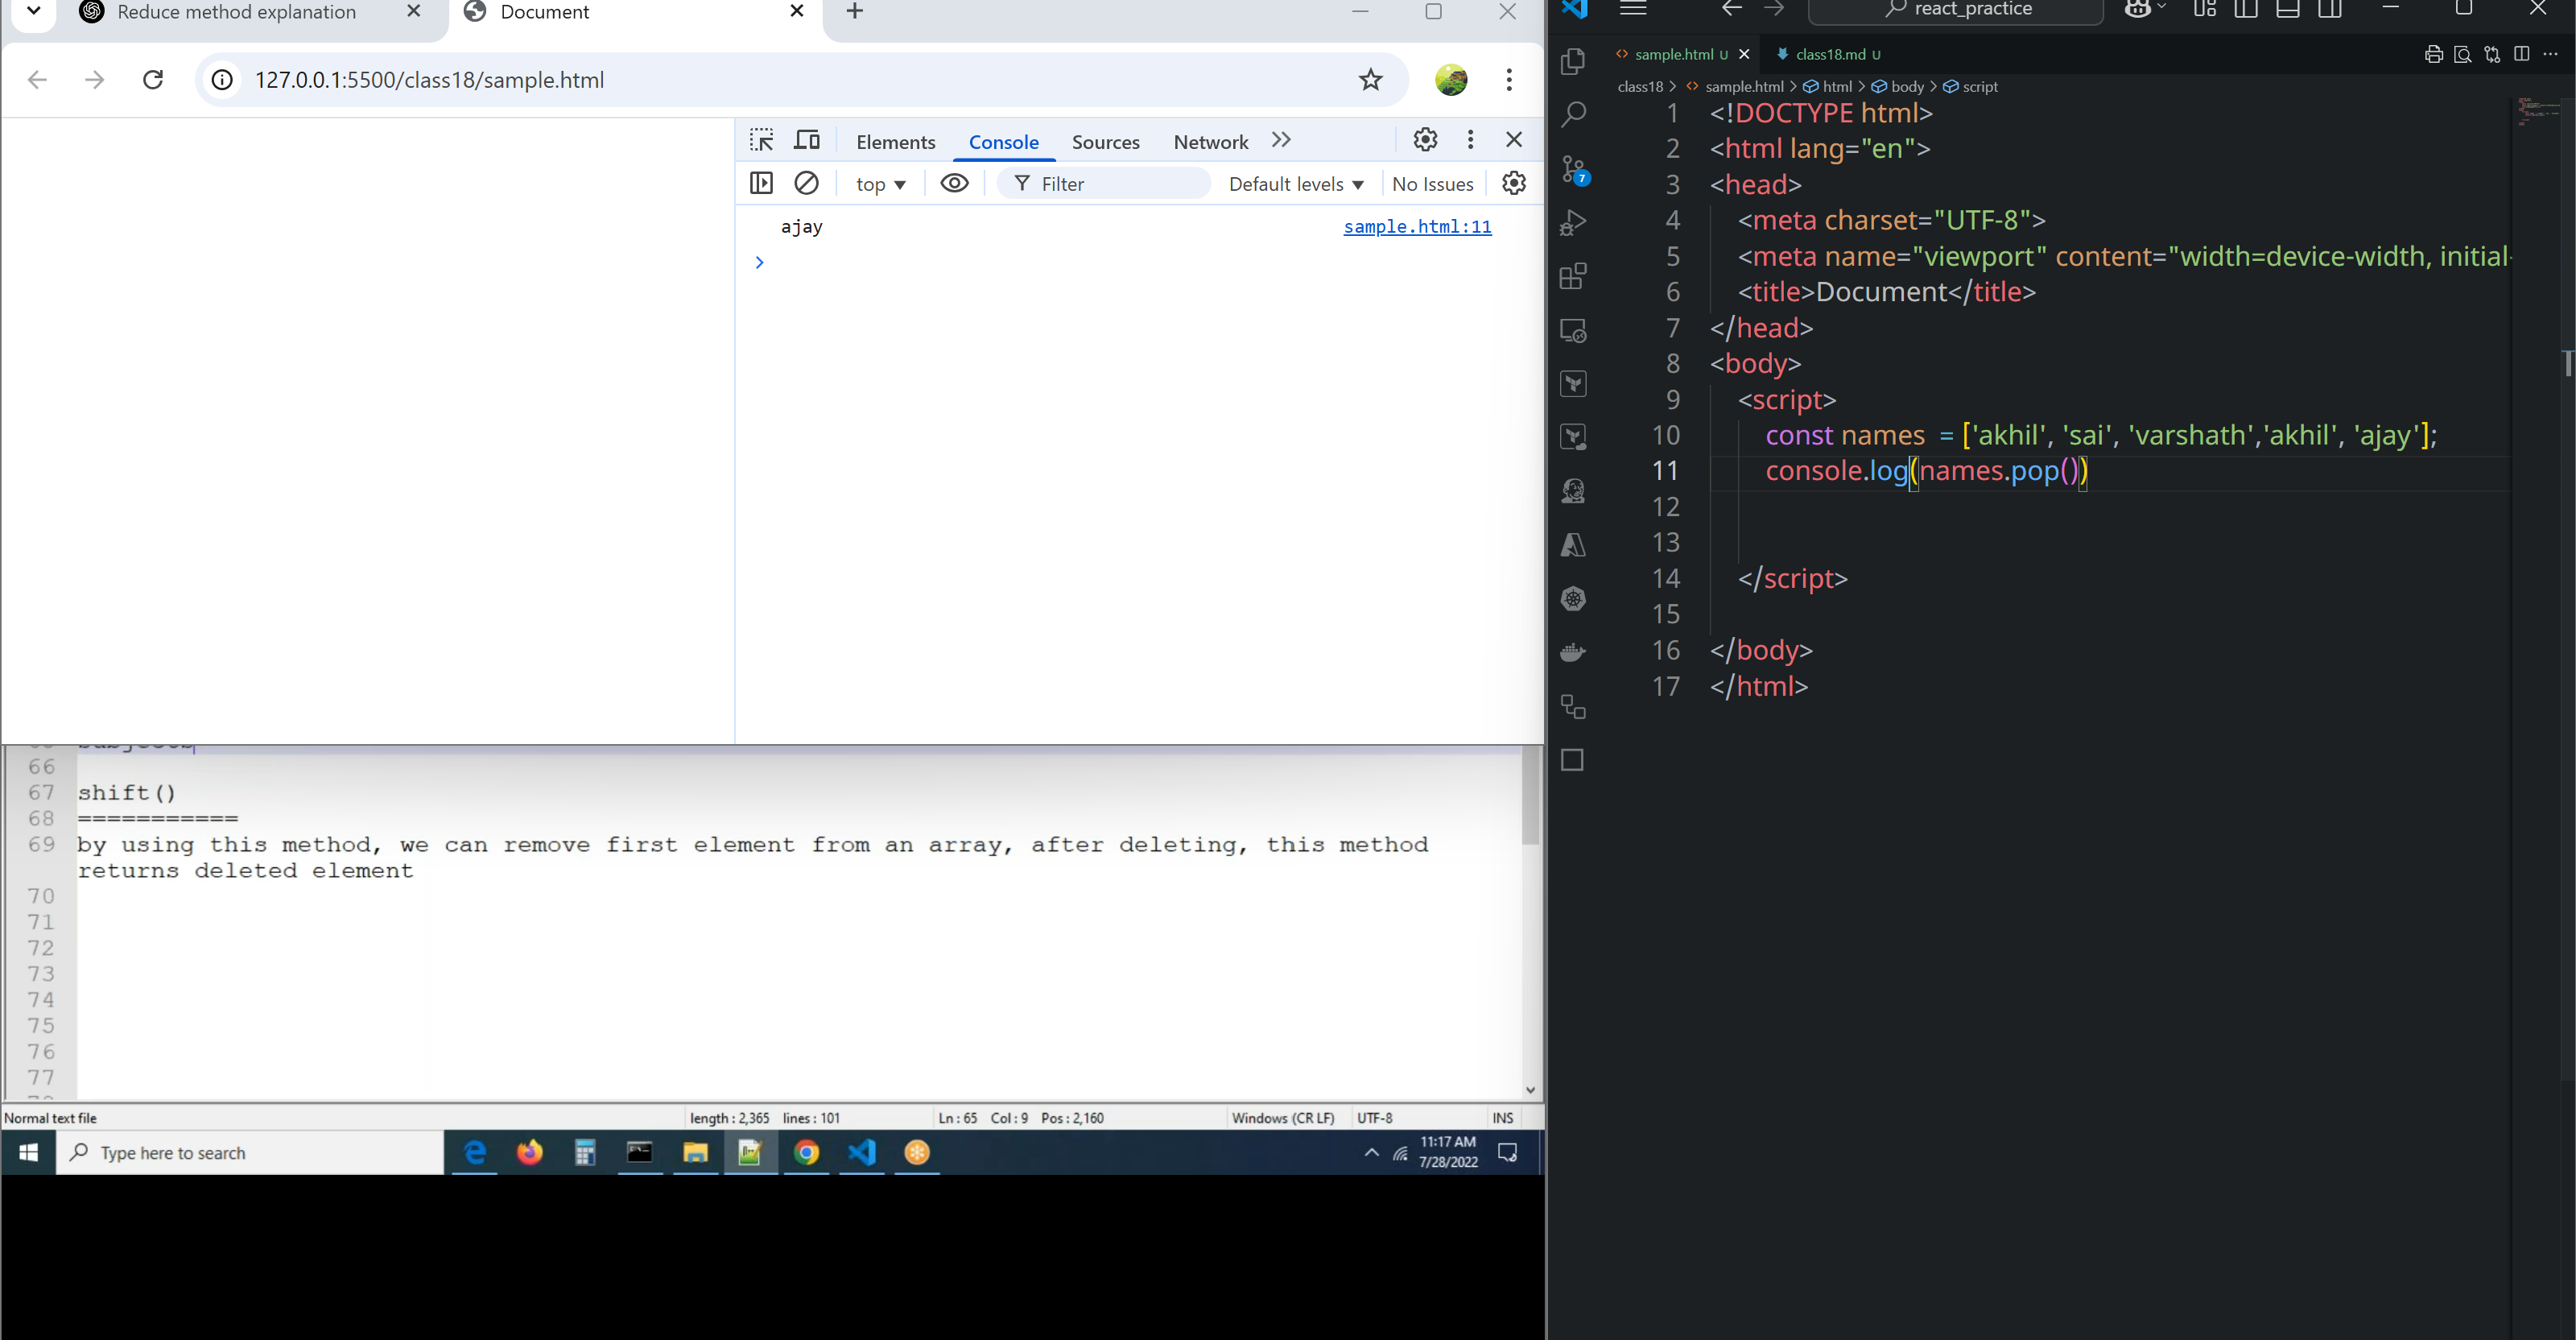 Reduce method explanation
Document
127.0.0.1:5500/class18/sample.html
Elements
Console
Sources
Network
top
Filter
Default levels
No Issues
ajay
sample.html:11
66
67 shift()
68 ===========
69 by using this method, we can remove first element from an array, after deleting, this method
returns deleted element
70
71
72
73
74
75
76
77
Normal text file
length : 2,365 lines : 101
Ln : 65 Col : 9 Pos : 2,160
Windows (CR LF)
UTF-8
INS
Type here to search
11:17 AM
7/28/2022
react_practice
sample.html U
class18.md U
class18 > sample.html > html > body > script
7
1 <!DOCTYPE html>
2 <html lang="en">
3 <head>
4 <meta charset="UTF-8">
5 <meta name="viewport" content="width=device-width, initial-
6 <title>Document</title>
7 </head>
8 <body>
9 <script>
10 const names = ['akhil', 'sai', 'varshath','akhil', 'ajay'];
11 console.log(names.pop())
12
13
14 </script>
15
16 </body>
17 </html>